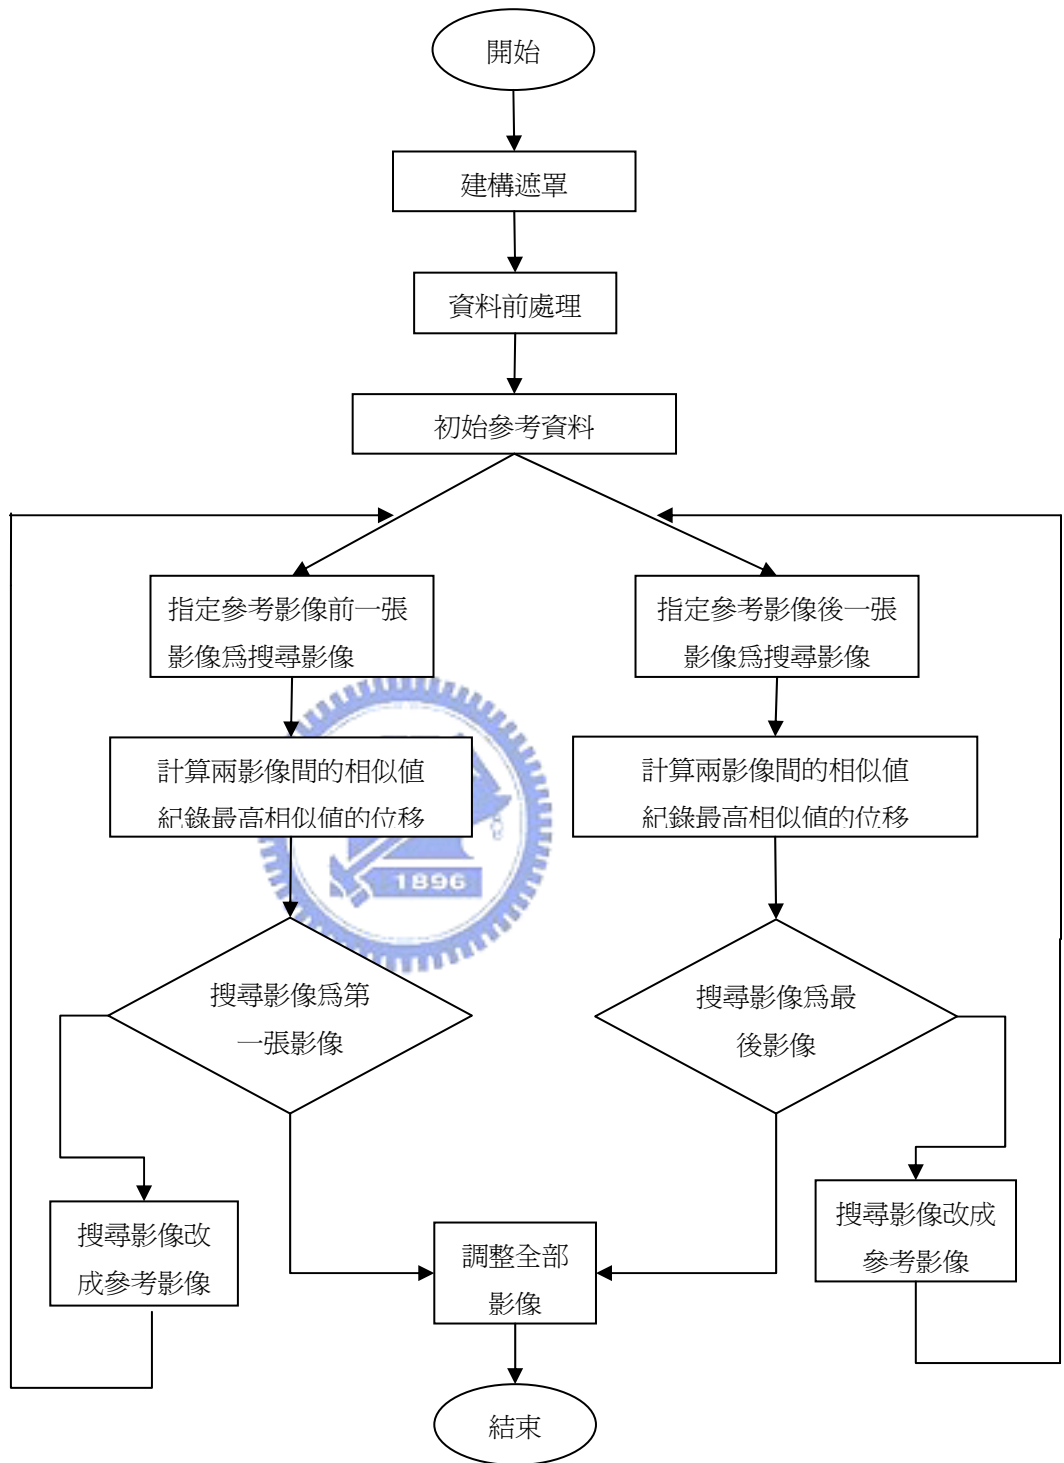 開始
建構遮罩
資料前處理
初始參考資料
指定參考影像前一張
影像爲搜尋影像
指定參考影像後一張
影像爲搜尋影像
計算兩影像間的相似値
紀錄最高相似値的位移
計算兩影像間的相似値
紀錄最高相似値的位移
1896
搜尋影像爲第
一張影像
搜尋影像爲最
後影像
搜尋影像改
成參考影像
調整全部
影像
搜尋影像改成
參考影像
結束